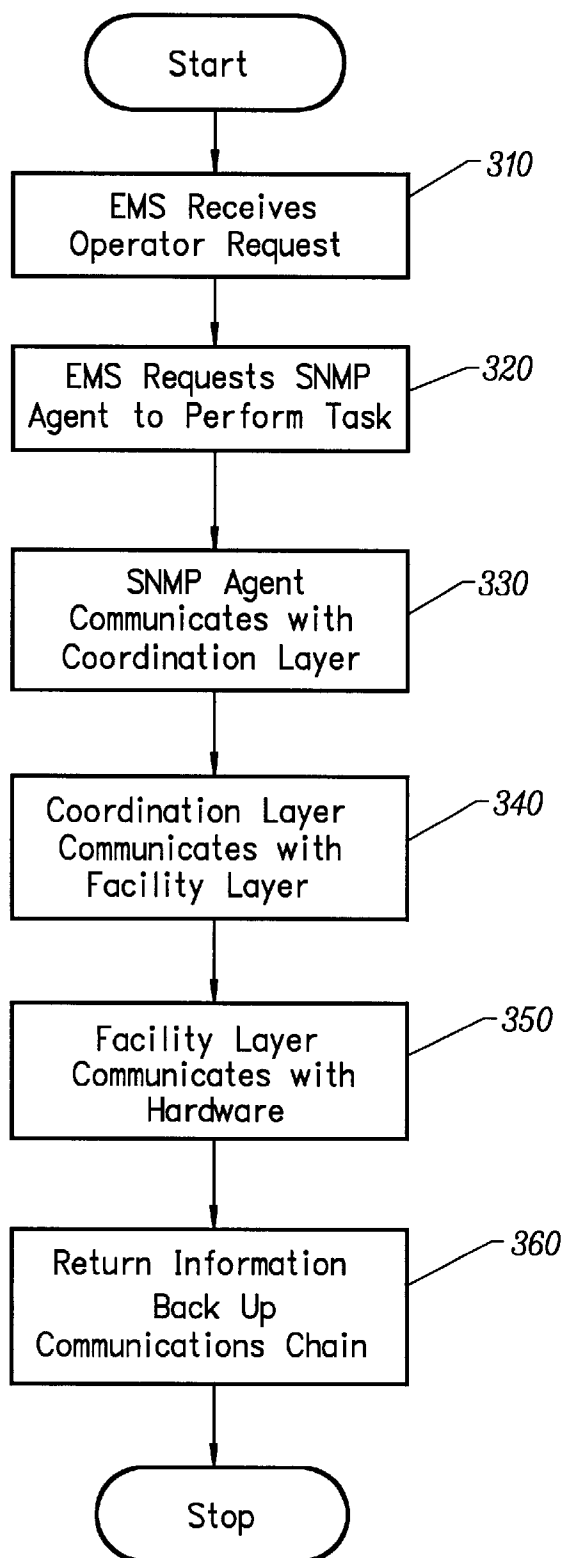 Start
310
EMS Receives
Operator Request
320
EMS Requests SNMP
Agent to Perform Task
330
SNMP Agent
Communicates with
Coordination Layer
340
Coordination Layer
Communicates with
Facility Layer
350
Facility Layer
Communicates with
Hardware
360
Return Information
Back Up
Communications Chain
Stop